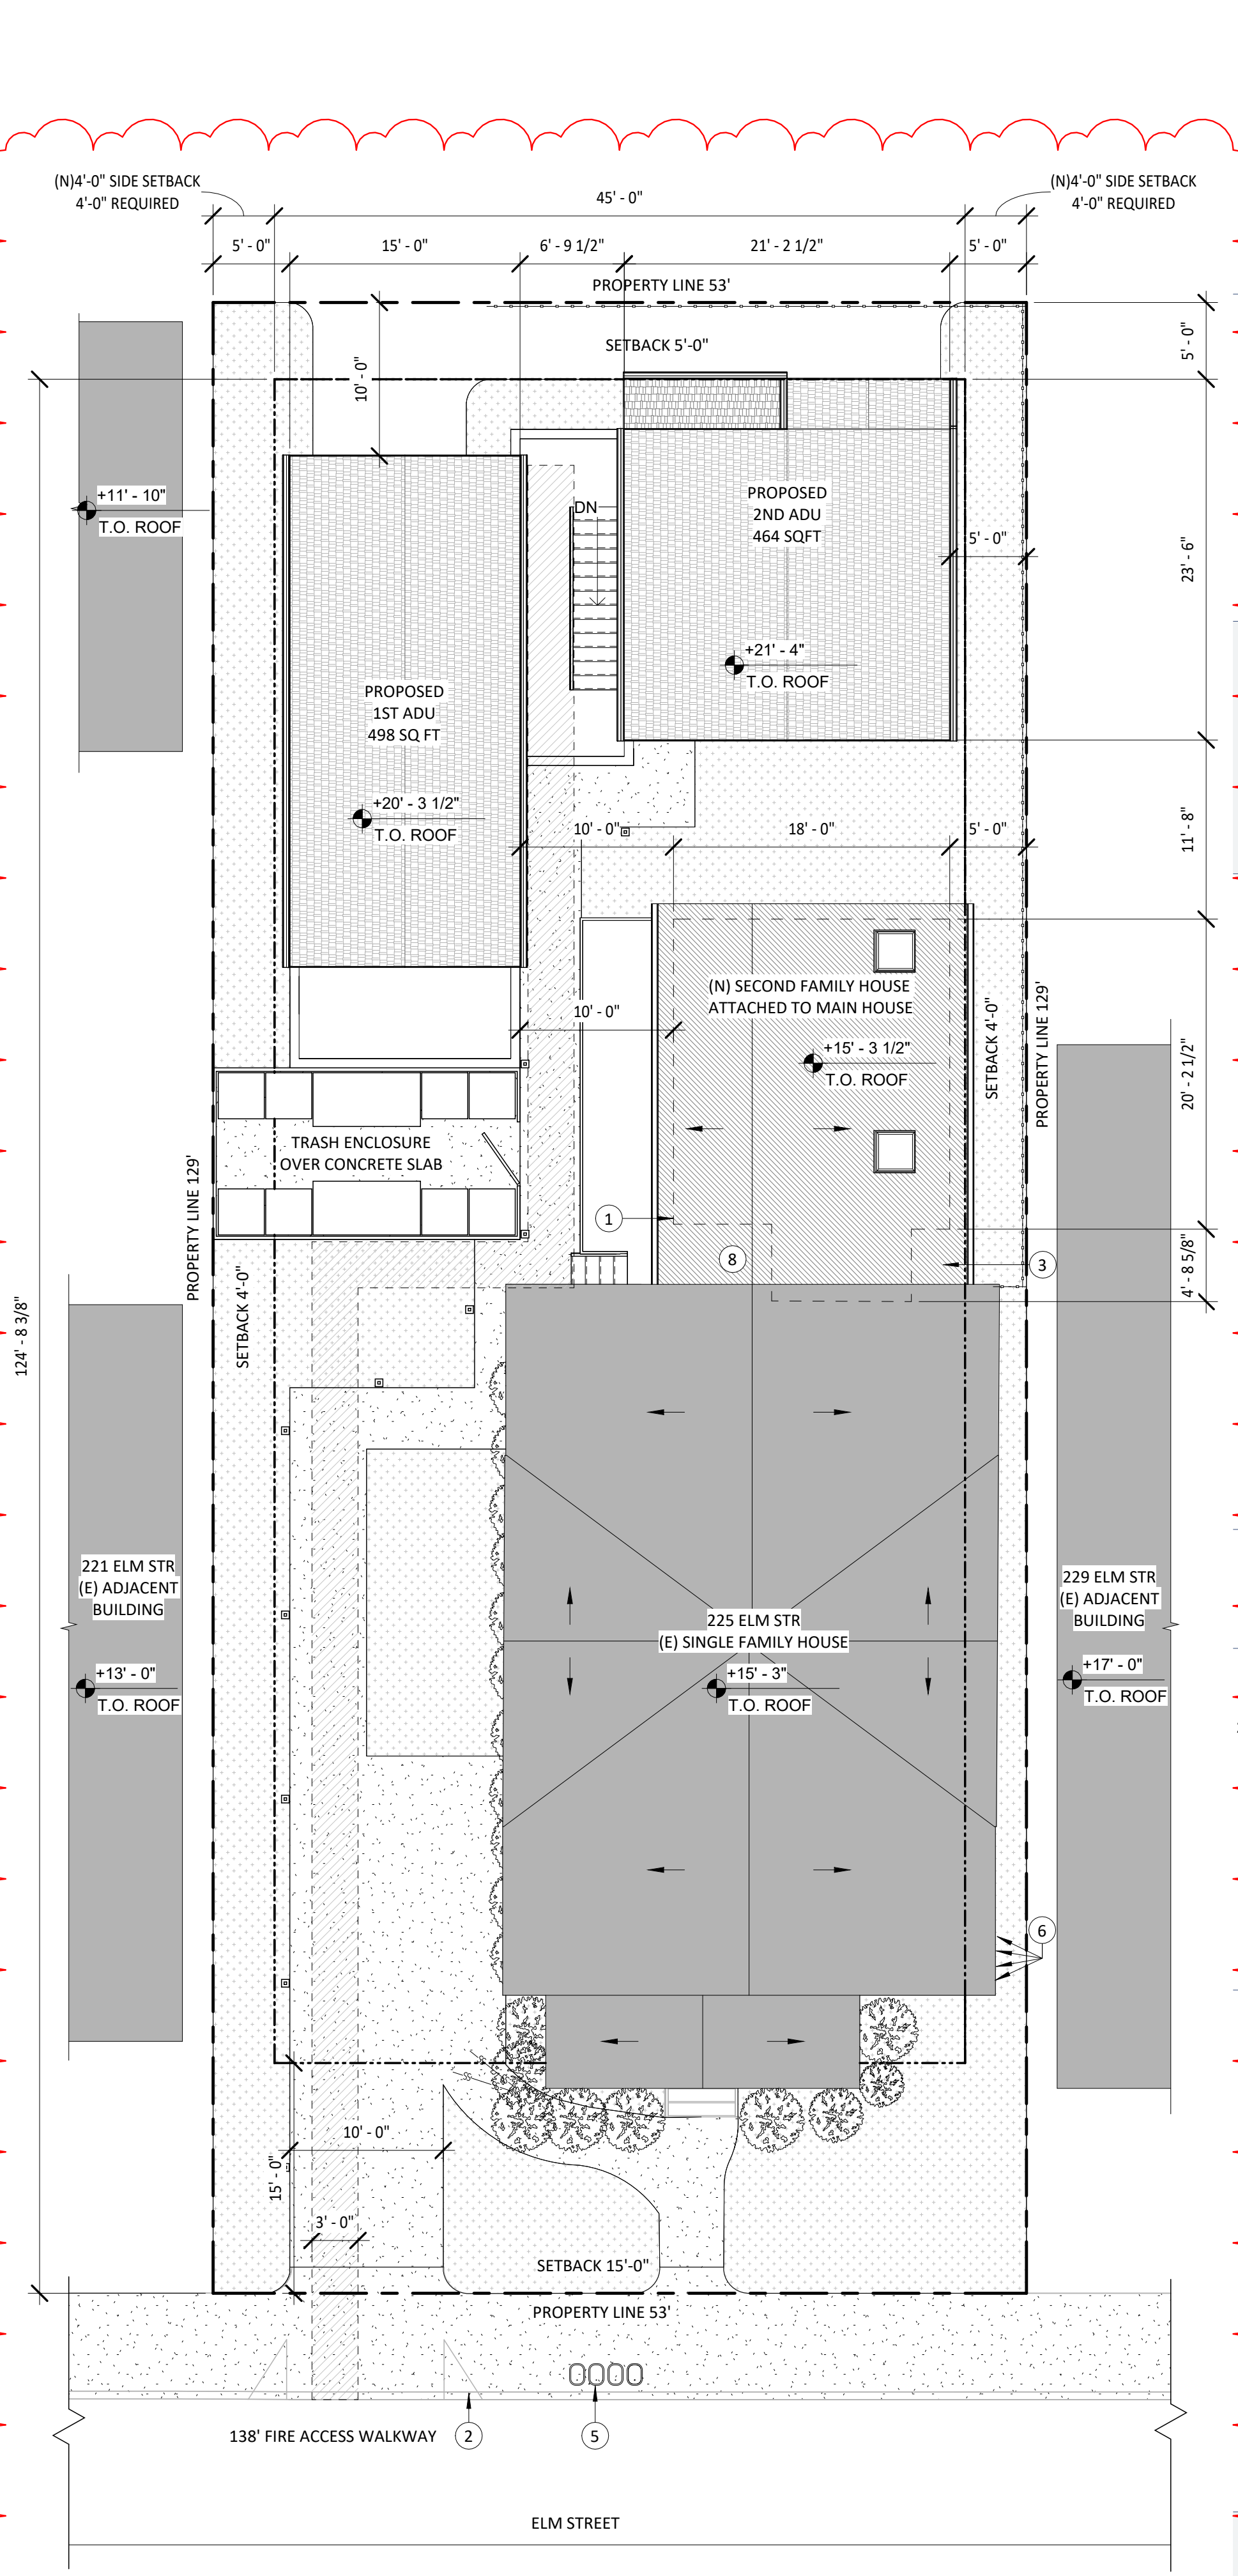 (N)4'-0" SIDE SETBACK
4'-0" REQUIRED
45' - 0"
(N)4'-0" SIDE SETBACK
4'-0" REQUIRED
5' - 0"
15' - 0"
6' - 9 1/2"
21' - 2 1/2"
5' - 0"
PROPERTY LINE 53'
SETBACK 5'-0"
5' - 0"
10' - 0"
+11' - 10"
T.O. ROOF
DN
PROPOSED
2ND ADU
464 SQFT
5' - 0"
23' - 6"
+21' - 4"
T.O. ROOF
PROPOSED
1ST ADU
498 SQ FT
+20' - 3 1/2"
T.O. ROOF
10' - 0"
18' - 0"
5' - 0"
11' - 8"
(N) SECOND FAMILY HOUSE
ATTACHED TO MAIN HOUSE
10' - 0"
+15' - 3 1/2"
T.O. ROOF
SETBACK 4'-0"
PROPERTY LINE 129'
20' - 2 1/2"
TRASH ENCLOSURE
OVER CONCRETE SLAB
PROPERTY LINE 129'
1
8
3
4' - 8 5/8"
SETBACK 4'-0"
124' - 8 3/8"
221 ELM STR
(E) ADJACENT
BUILDING
+13' - 0"
T.O. ROOF
225 ELM STR
(E) SINGLE FAMILY HOUSE
+15' - 3"
T.O. ROOF
229 ELM STR
(E) ADJACENT
BUILDING
+17' - 0"
T.O. ROOF
6
10' - 0"
15' - 0"
3' - 0"
SETBACK 15'-0"
PROPERTY LINE 53'
138' FIRE ACCESS WALKWAY
2
5
ELM STREET